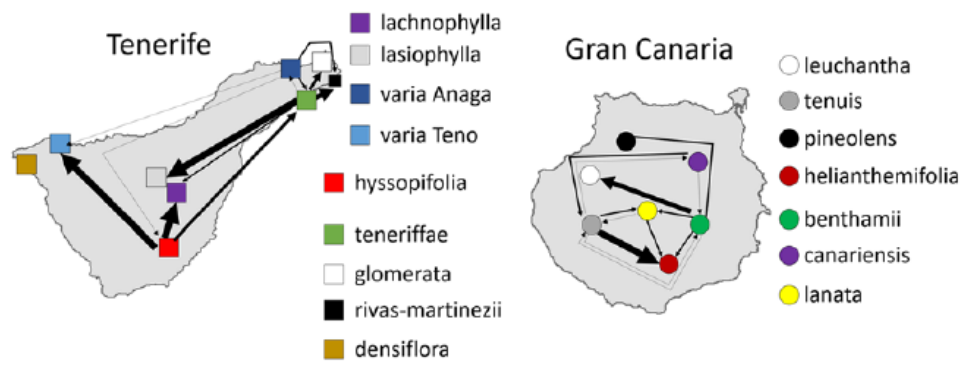 Tenerife
lachnophylla
lasiophylla
varia Anaga
varia Teno
hyssopifolia
teneriffae
glomerata
rivas-martinezii
densiflora
Gran Canaria
leuchantha
tenuis
pineolens
helianthemifolia
benthamii
canariensis
lanata